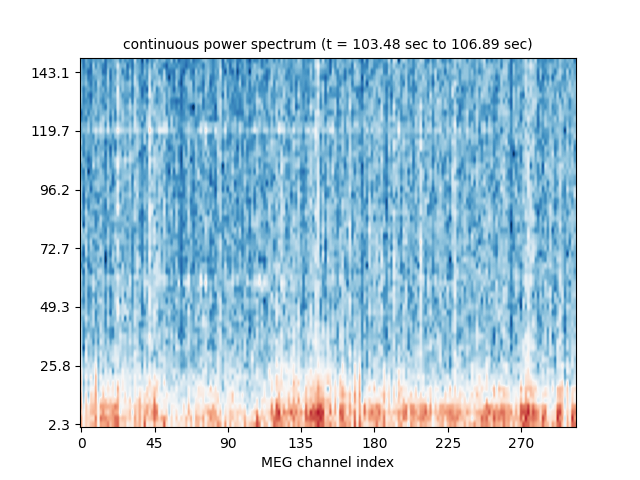 continuous power spectrum (t = 103.48 sec to 106.89 sec)
143.1
119.7
96.2
72.7
49.3
25.8
2.3
0 45 90 135 180 225 270
MEG channel index